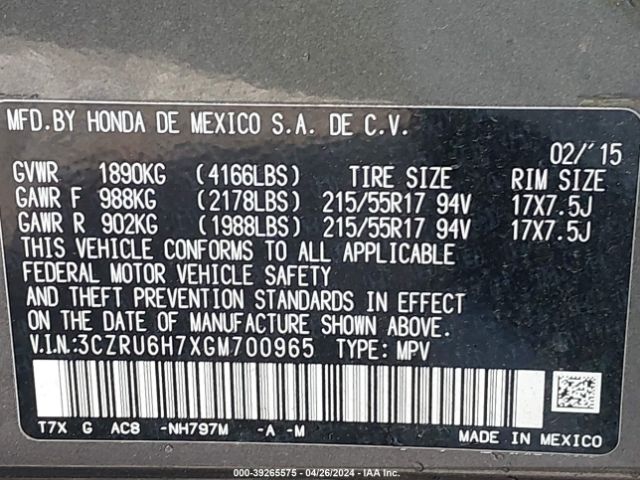 MFD.BY HONDA DE MEXICO S.A. DE C.V.
02/'15
GVWR 1890KG (4166LBS) TIRE SIZE RIM SIZE
GAWR F 988KG (2178LBS) 215/55R17 94V 17X7.5J
GAWR R 902KG (1988LBS) 215/55R17 94V 17X7.5J
THIS VEHICLE CONFORMS TO ALL APPLICABLE
FEDERAL MOTOR VEHICLE SAFETY
AND THEFT PREVENTION STANDARDS IN EFFECT
ON THE DATE OF MANUFACTURE SHOWN ABOVE.
V.I.N.:3CZRU6H7XGM700965 TYPE: MPV
T7X G AC8 -NH797M -A -M MADE IN MEXICO
000-39265575 - 04/26/2024 - IAA Inc.